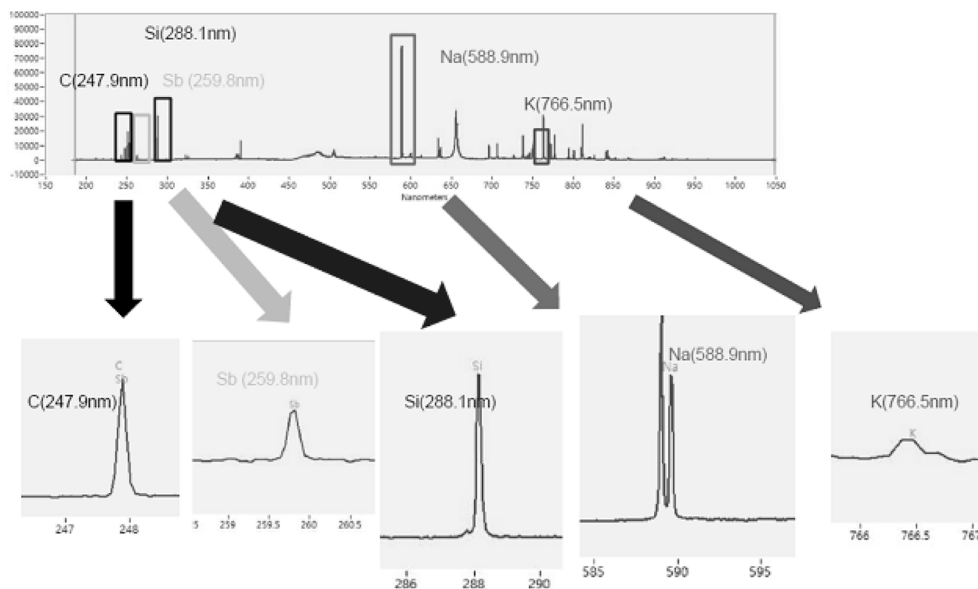 100000
90000
80000
70000
60000
50000
40000
30000
20000
10000
0
-10000
Si(288.1nm)
C(247.9nm)
Sb (259.8nm)
Na(588.9nm)
K(766.5nm)
150 200 250 300 350 400 450 500 550 600 650 700 750 800 850 900 950 1000 1050
Nanometers
C
Sb
C(247.9nm)
247 248
Sb (259.8nm)
Sb
5 259 259.5 260 260.5
Si
Si(288.1nm)
286 288 290
Na(588.9nm)
Na
585 590 595
K(766.5nm)
K
766 766.5 767